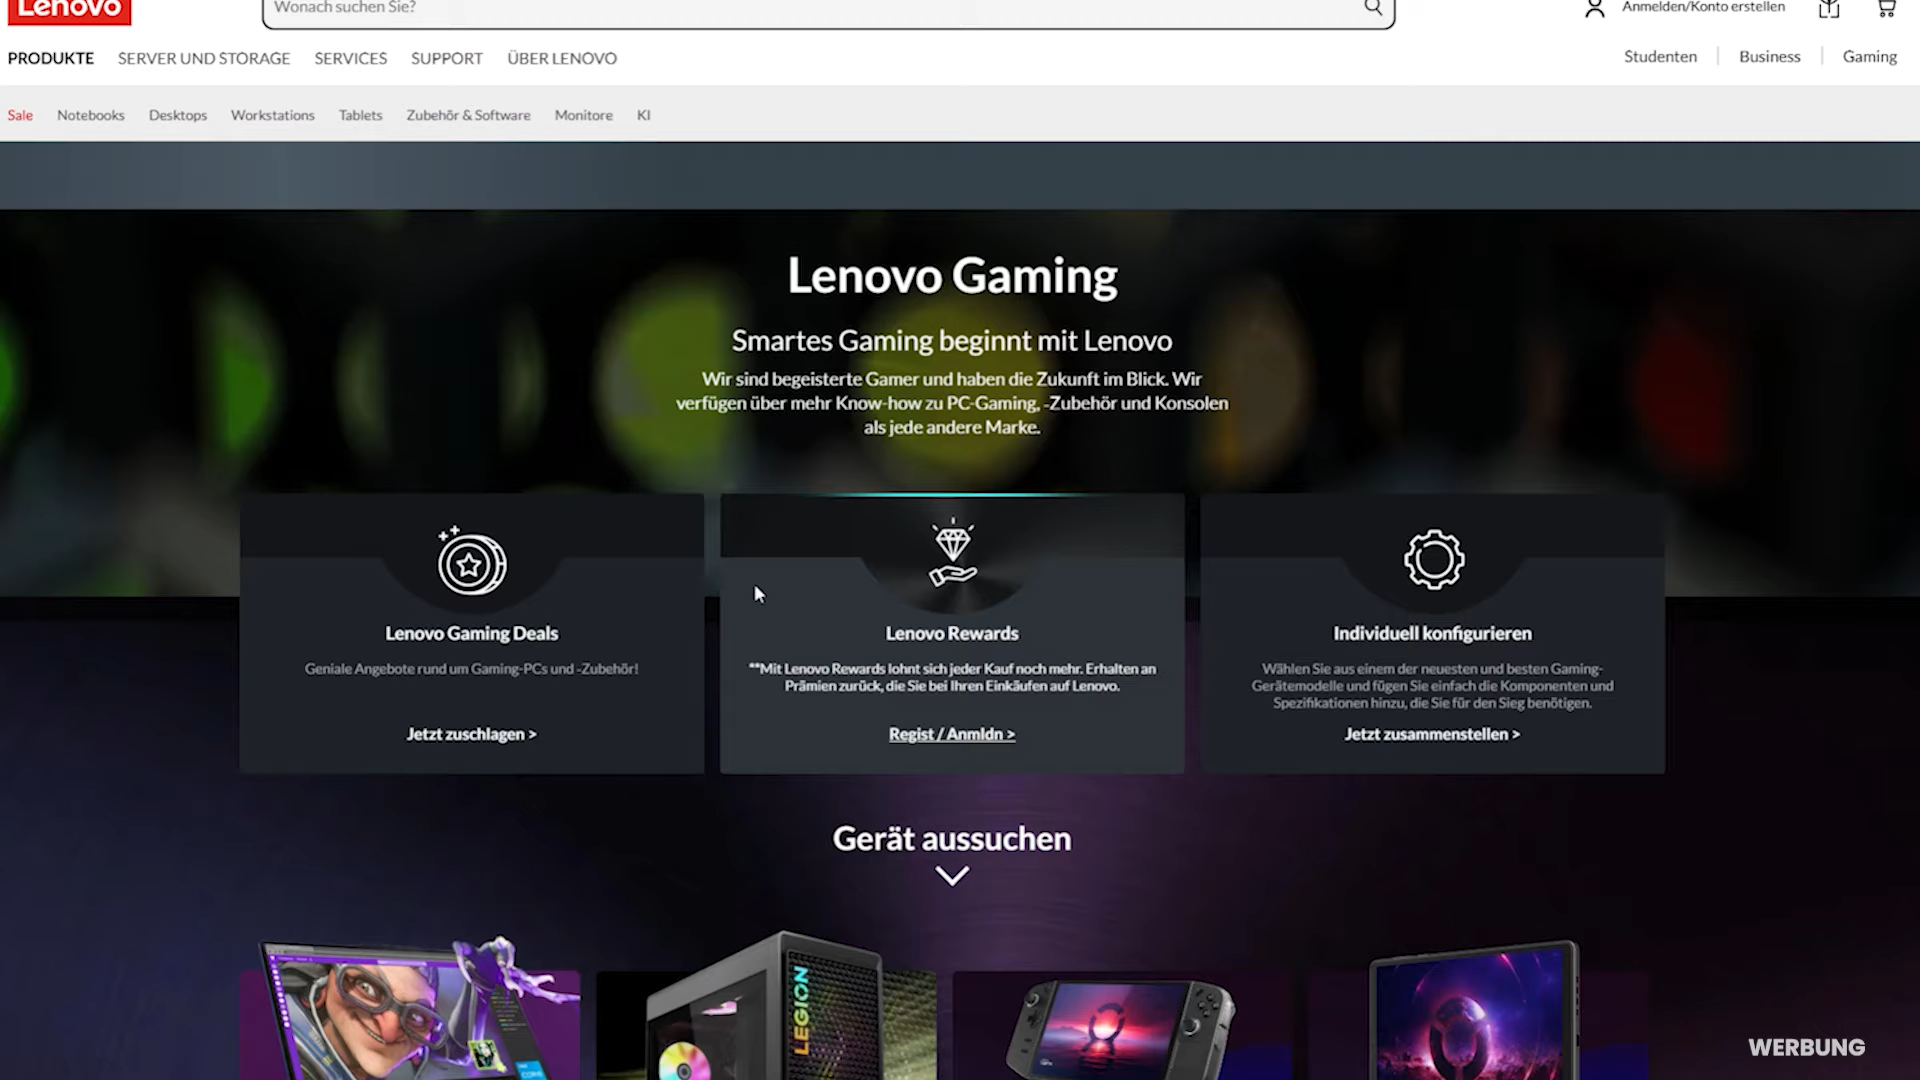 Lenovo
Wonach suchen Sie?
Anmelden/Konto erstellen
PRODUKTE
SERVER UND STORAGE
SERVICES
SUPPORT
ÜBER LENOVO
Studenten
Business
Gaming
Sale
Notebooks
Desktops
Workstations
Tablets
Zubehör & Software
Monitore
KI
Lenovo Gaming
Smartes Gaming beginnt mit Lenovo
Wir sind begeisterte Gamer und haben die Zukunft im Blick. Wir
verfügen über mehr Know-how zu PC-Gaming, -Zubehör und Konsolen
als jede andere Marke.
Lenovo Gaming Deals
Geniale Angebote rund um Gaming-PCs und -Zubehör!
Jetzt zuschlagen >
Lenovo Rewards
**Mit Lenovo Rewards lohnt sich jeder Kauf noch mehr. Erhalten an
Prämien zurück, die Sie bei Ihren Einkäufen auf Lenovo.
Regist / Anmldn >
Individuell konfigurieren
Wählen Sie aus einem der neuesten und besten Gaming-
Gerätemodelle und fügen Sie einfach die Komponenten und
Spezifikationen hinzu, die Sie für den Sieg benötigen.
Jetzt zusammenstellen >
Gerät aussuchen
LEGION
WERBUNG